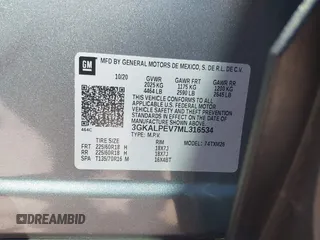 GM
MFD BY GENERAL MOTORS DE MEXICO, S. DE R.L. DE C.V.
10/20 GVWR GAWR FRT GAWR RR
2025 KG 1175 KG 1200 KG
4464 LB 2590 LB 2645 LB
THIS VEHICLE CONFORMS TO ALL APPLICABLE
U.S. FEDERAL MOTOR
VEHICLE SAFETY AND THEFT PREVENTION
STANDARDS IN EFFECT ON THE DATE OF
MANUFACTURE SHOWN ABOVE.
3GKALPEV7ML316534
TYPE: M.P.V.
TIRE SIZE RIM
FRT 225/60R18 H 18X7J
RR 225/60R18 H 18X7J
SPA T135/70R16 M 16X4BT
DREAMBID